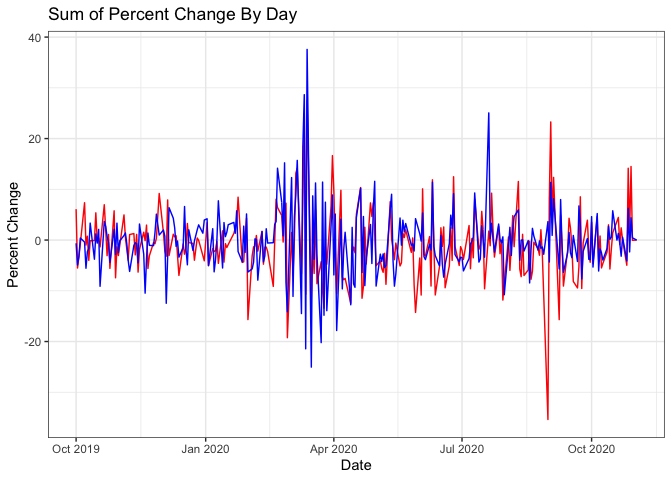 Sum of Percent Change By Day
40
20
0
-20
Percent Change
Oct 2019
Jan 2020
Apr 2020
Jul 2020
Oct 2020
Date